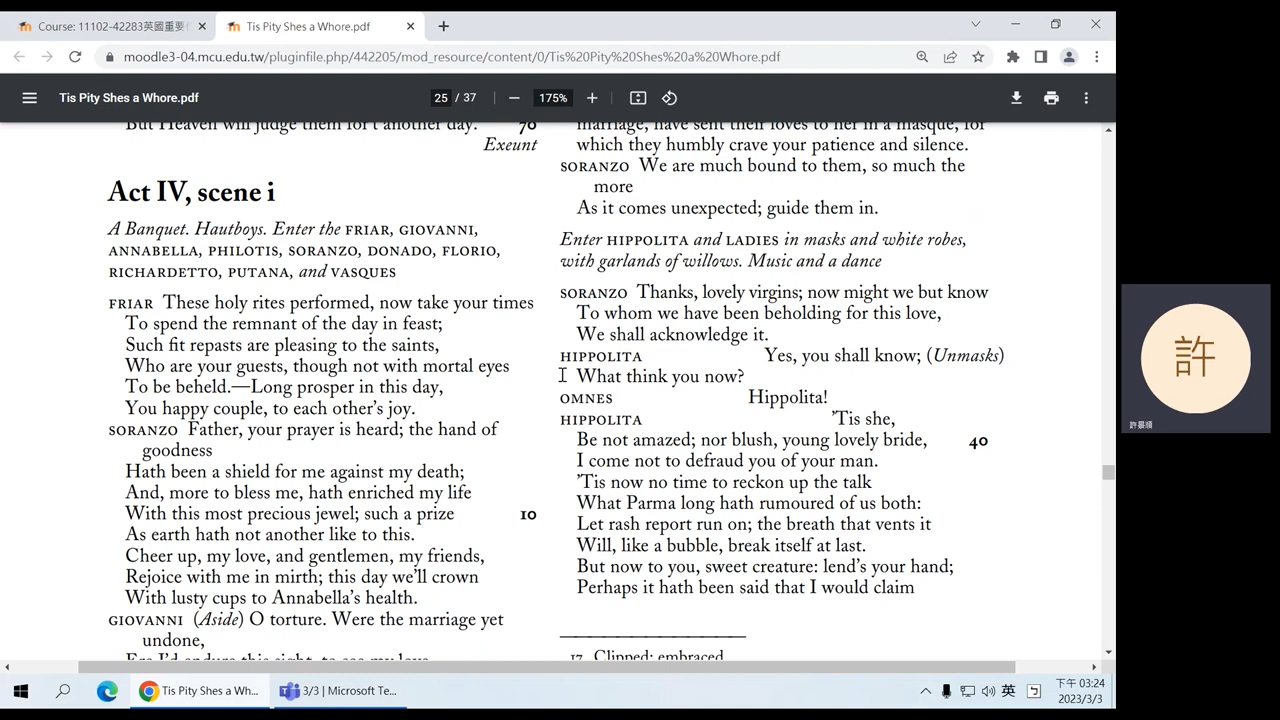 Course: 11102-42283英國重要
Tis Pity Shes a Whore.pdf
moodle3-04.mcu.edu.tw/pluginfile.php/442205/mod_resource/content/0/Tis%20Pity%20Shes%20a%20Whore.pdf
Tis Pity Shes a Whore.pdf
25 / 37
175%
But Heaven will judge them for't another day. 70
Exeunt
Act IV, scene i
A Banquet. Hautboys. Enter the FRIAR, GIOVANNI,
ANNABELLA, PHILOTIS, SORANZO, DONADO, FLORIO,
RICHARDETTO, PUTANA, and VASQUES
FRIAR These holy rites performed, now take your times
To spend the remnant of the day in feast;
Such fit repasts are pleasing to the saints,
Who are your guests, though not with mortal eyes
To be beheld.—Long prosper in this day,
You happy couple, to each other's joy.
SORANZO Father, your prayer is heard; the hand of
goodness
Hath been a shield for me against my death;
And, more to bless me, hath enriched my life
With this most precious jewel; such a prize 10
As earth hath not another like to this.
Cheer up, my love, and gentlemen, my friends,
Rejoice with me in mirth; this day we'll crown
With lusty cups to Annabella's health.
GIOVANNI (Aside) O torture. Were the marriage yet
undone,
Ere I'd endure this sight, to see my love
marriage, have sent their loves to her in a masque, for
which they humbly crave your patience and silence.
SORANZO We are much bound to them, so much the
more
As it comes unexpected; guide them in.
Enter HIPPOLITA and LADIES in masks and white robes,
with garlands of willows. Music and a dance
SORANZO Thanks, lovely virgins; now might we but know
To whom we have been beholding for this love,
We shall acknowledge it.
HIPPOLITA Yes, you shall know; (Unmasks)
What think you now?
OMNES Hippolita!
HIPPOLITA 'Tis she,
Be not amazed; nor blush, young lovely bride, 40
I come not to defraud you of your man.
'Tis now no time to reckon up the talk
What Parma long hath rumoured of us both:
Let rash report run on; the breath that vents it
Will, like a bubble, break itself at last.
But now to you, sweet creature: lend's your hand;
Perhaps it hath been said that I would claim
17 Clipped: embraced
許
許景順
Tis Pity Shes a Wh...
3/3 | Microsoft Te...
英
下午 03:24
2023/3/3